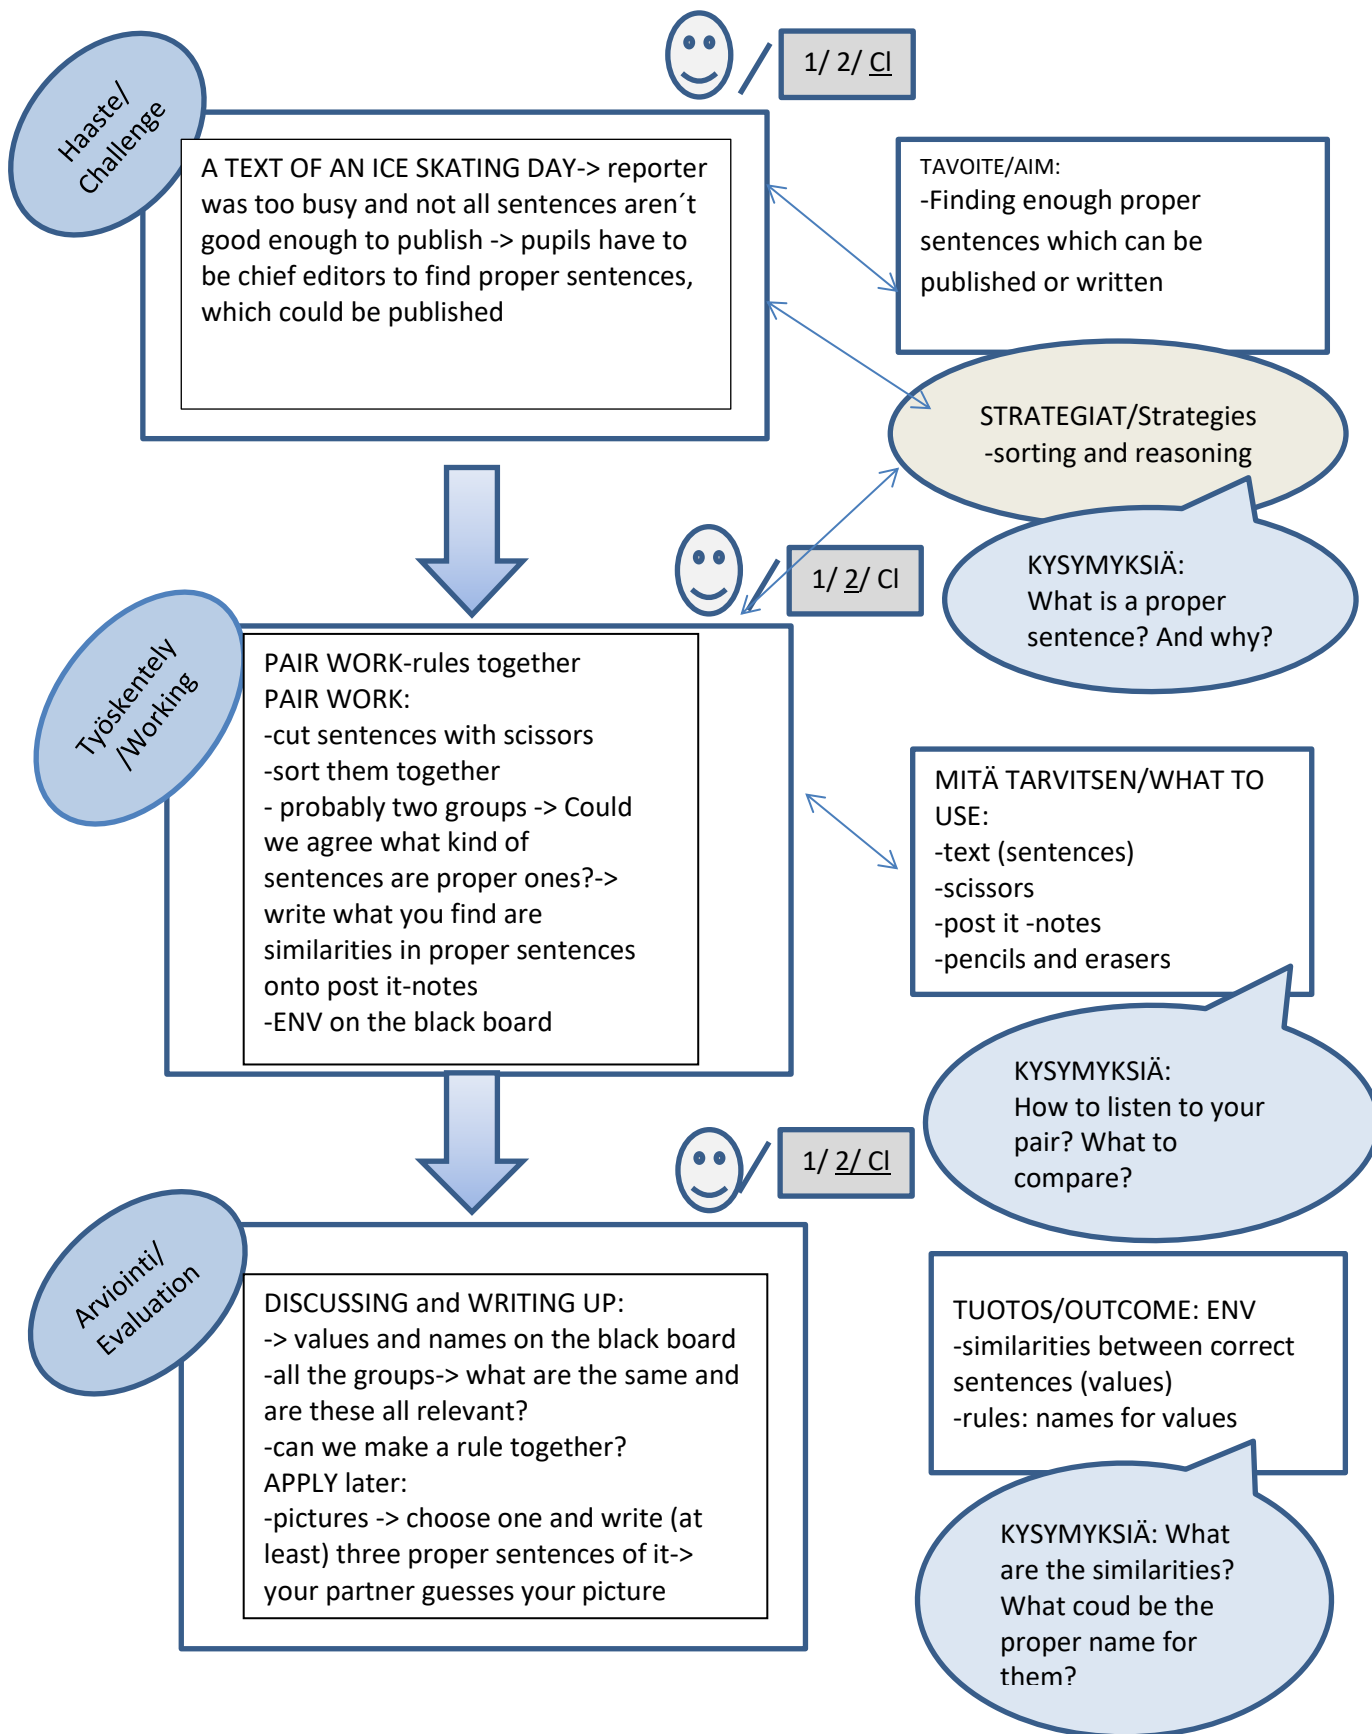 1/ 2/ Cl
Haaste/
Challenge
A TEXT OF AN ICE SKATING DAY-> reporter
was too busy and not all sentences aren´t
good enough to publish -> pupils have to
be chief editors to find proper sentences,
which could be published
TAVOITE/AIM:
-Finding enough proper
sentences which can be
published or written
STRATEGIAT/Strategies
-sorting and reasoning
KYSYMYKSIÄ:
What is a proper
sentence? And why?
1/ 2/ Cl
Työskentely
/Working
PAIR WORK-rules together
PAIR WORK:
-cut sentences with scissors
-sort them together
- probably two groups -> Could
we agree what kind of
sentences are proper ones?->
write what you find are
similarities in proper sentences
onto post it-notes
-ENV on the black board
MITÄ TARVITSEN/WHAT TO
USE:
-text (sentences)
-scissors
-post it -notes
-pencils and erasers
KYSYMYKSIÄ:
How to listen to your
pair? What to
compare?
1/ 2/ Cl
Arviointi/
Evaluation
DISCUSSING and WRITING UP:
-> values and names on the black board
-all the groups-> what are the same and
are these all relevant?
-can we make a rule together?
APPLY later:
-pictures -> choose one and write (at
least) three proper sentences of it->
your partner guesses your picture
TUOTOS/OUTCOME: ENV
-similarities between correct
sentences (values)
-rules: names for values
KYSYMYKSIÄ: What
are the similarities?
What coud be the
proper name for
them?